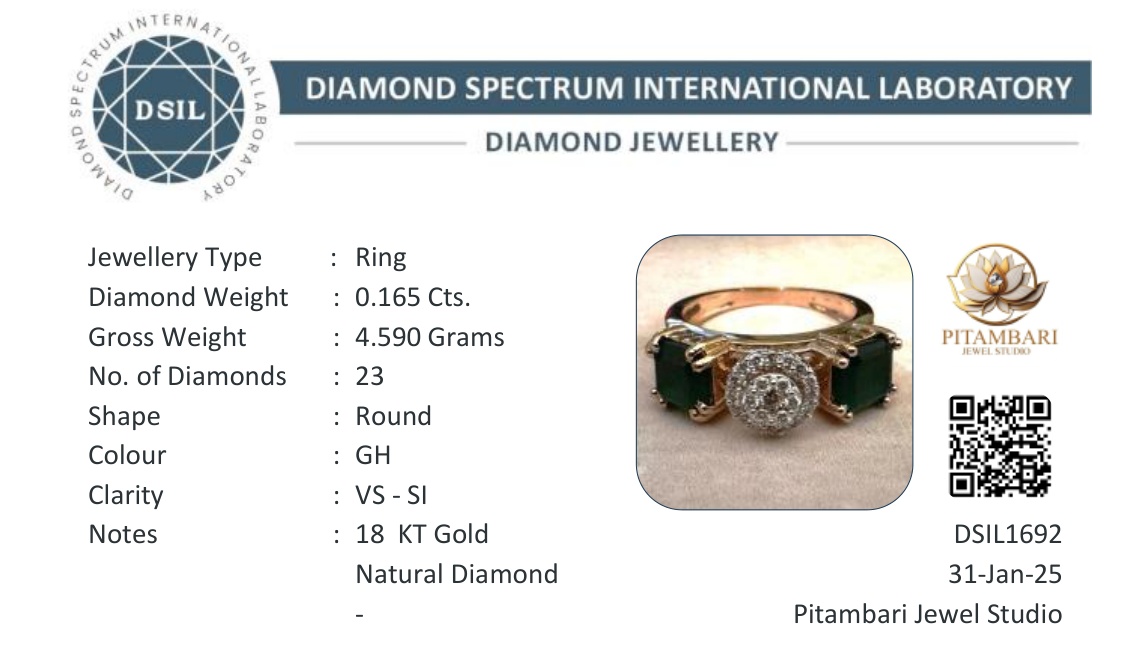 DIAMOND SPECTRUM INTERNATIONAL LABORATORY
DSIL
DIAMOND SPECTRUM INTERNATIONAL LABORATORY
DIAMOND JEWELLERY
Jewellery Type : Ring
Diamond Weight : 0.165 Cts.
Gross Weight : 4.590 Grams
No. of Diamonds : 23
Shape : Round
Colour : GH
Clarity : VS - SI
Notes : 18 KT Gold
Natural Diamond
-
PITAMBARI
JEWEL STUDIO
DSIL1692
31-Jan-25
Pitambari Jewel Studio